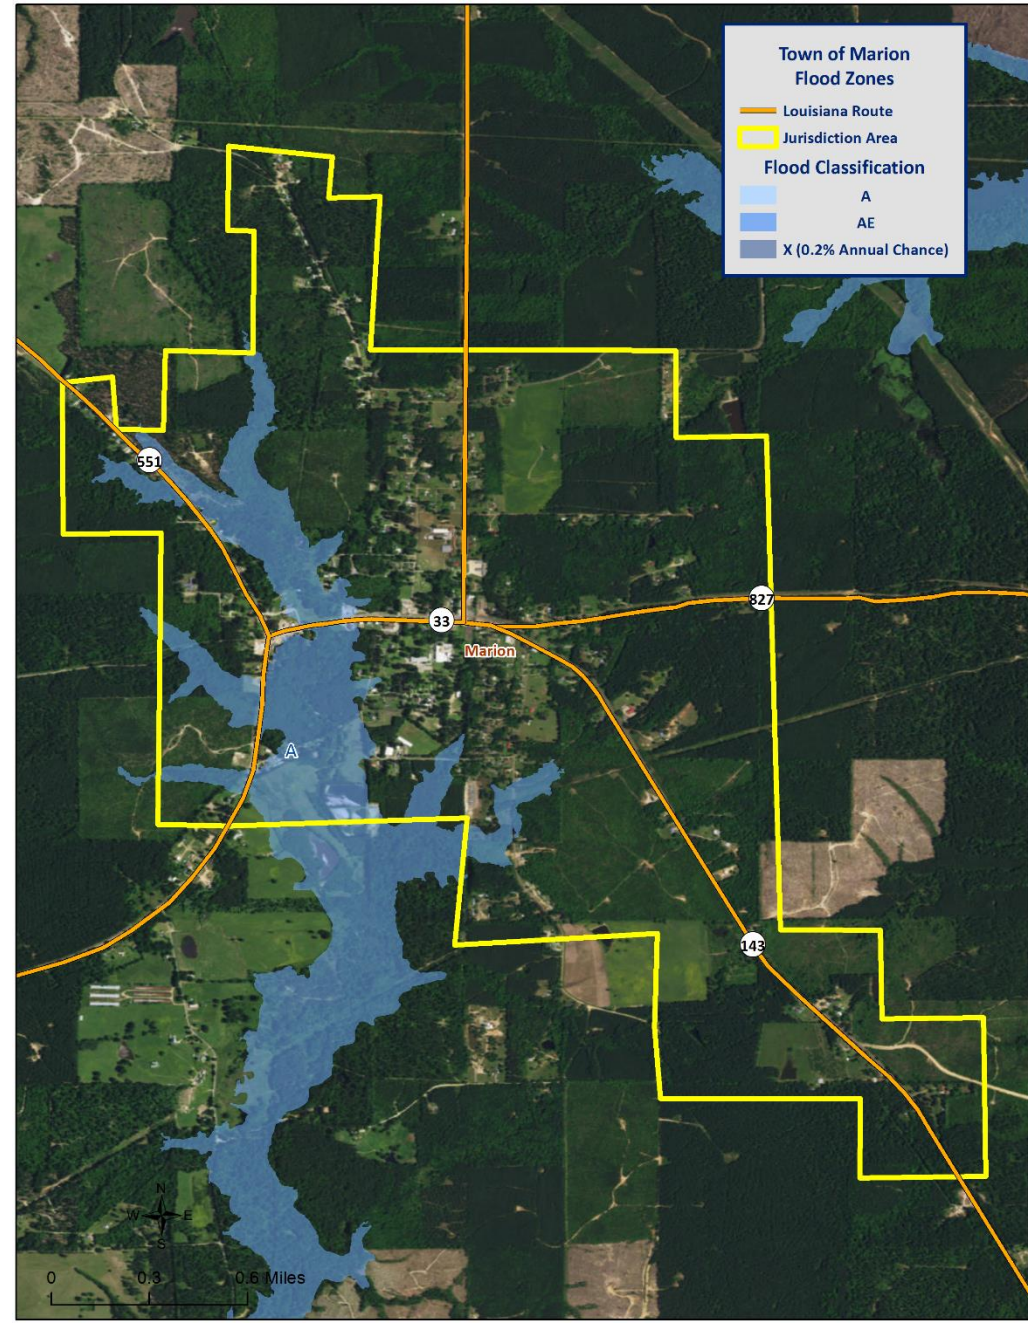 Town of Marion
Flood Zones
Louisiana Route
Jurisdiction Area
Flood Classification
A
AE
X (0.2% Annual Chance)
551
827
33
Marion
A
143
N
W E
S
0 0.3 0.6 Miles